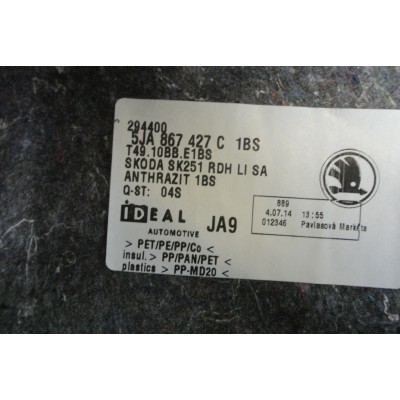 294400
5JA 867 427 C 1BS
T49.10BB.E1BS
SKODA SK251 RDH LI SA
ANTHRAZIT 1BS
Q-ST: 04S
IDEAL
AUTOMOTIVE
JA9
889
4.07.14 13:55
012346 Pavlasová Markéta
> PET/PE/PP/Co <
insul. > PP/PAN/PET <
plastics > PP-MD20 <